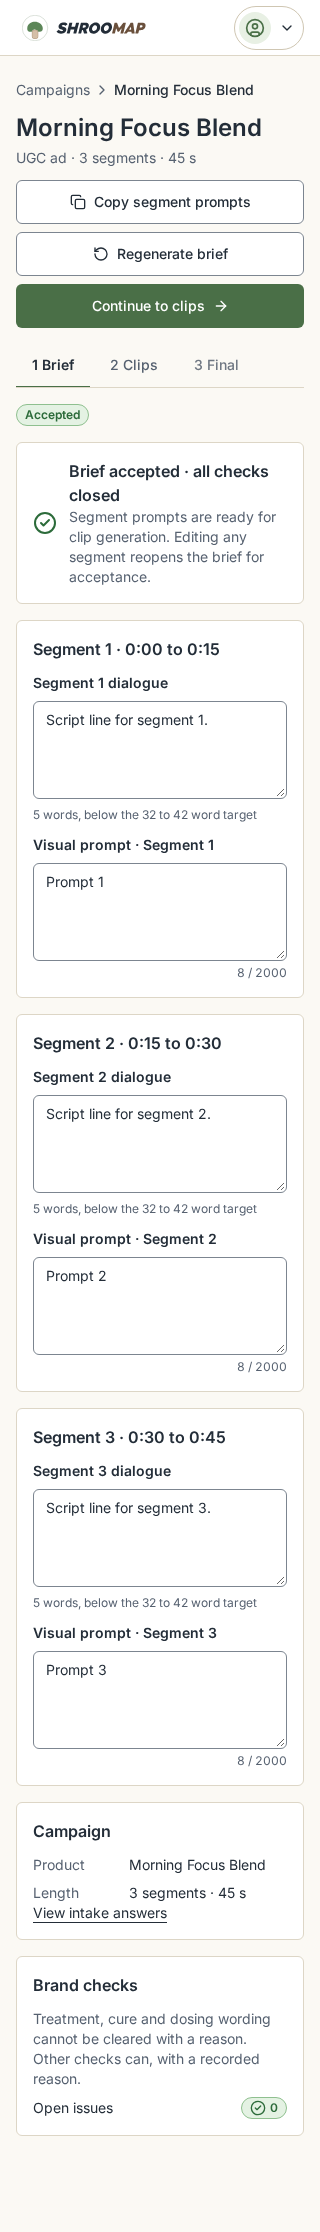 SHROOMAP
Campaigns > Morning Focus Blend
Morning Focus Blend
UGC ad · 3 segments · 45 s
Copy segment prompts
Regenerate brief
Continue to clips →
1 Brief 2 Clips 3 Final
Accepted
Brief accepted · all checks
closed
Segment prompts are ready for
clip generation. Editing any
segment reopens the brief for
acceptance.
Segment 1 · 0:00 to 0:15
Segment 1 dialogue
Script line for segment 1.
5 words, below the 32 to 42 word target
Visual prompt · Segment 1
Prompt 1
8 / 2000
Segment 2 · 0:15 to 0:30
Segment 2 dialogue
Script line for segment 2.
5 words, below the 32 to 42 word target
Visual prompt · Segment 2
Prompt 2
8 / 2000
Segment 3 · 0:30 to 0:45
Segment 3 dialogue
Script line for segment 3.
5 words, below the 32 to 42 word target
Visual prompt · Segment 3
Prompt 3
8 / 2000
Campaign
Product Morning Focus Blend
Length 3 segments · 45 s
View intake answers
Brand checks
Treatment, cure and dosing wording
cannot be cleared with a reason.
Other checks can, with a recorded
reason.
Open issues 0